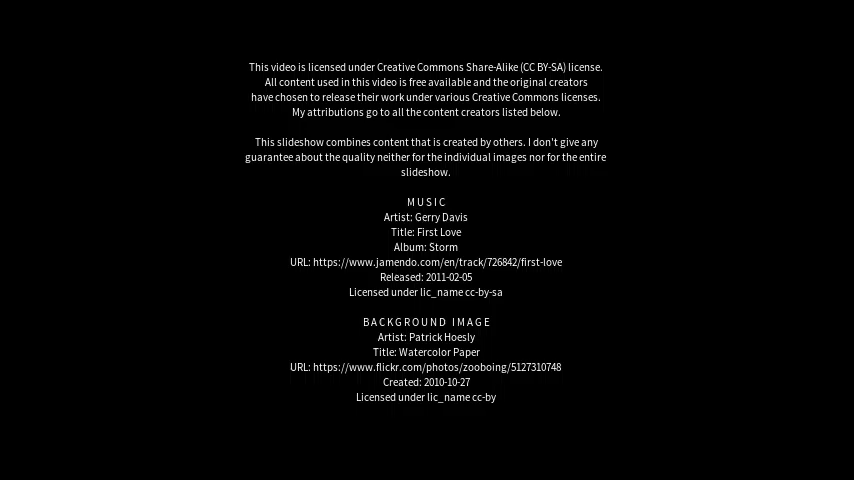 This video is licensed under Creative Commons Share-Alike (CC BY-SA) license.
All content used in this video is free available and the original creators
have chosen to release their work under various Creative Commons licenses.
My attributions go to all the content creators listed below.
This slideshow combines content that is created by others. I don't give any
guarantee about the quality neither for the individual images nor for the entire
slideshow.
MUSIC
Artist: Gerry Davis
Title: First Love
Album: Storm
URL: https://www.jamendo.com/en/track/726842/first-love
Released: 2011-02-05
Licensed under lic_name cc-by-sa
BACKGROUND IMAGE
Artist: Patrick Hoesly
Title: Watercolor Paper
URL: https://www.flickr.com/photos/zooboing/5127310748
Created: 2010-10-27
Licensed under lic_name cc-by